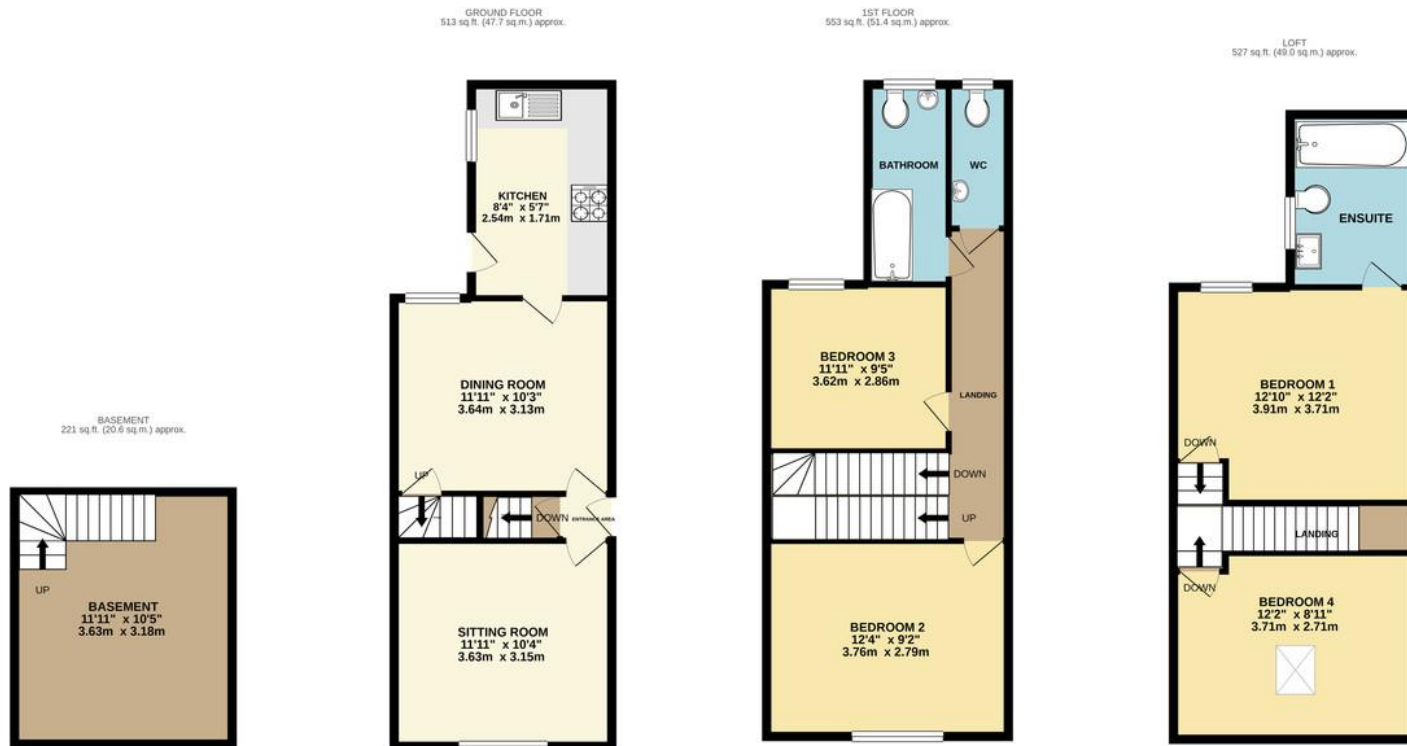 BASEMENT
221 sq.ft. (20.6 sq.m.) approx.
UP
BASEMENT
11'11" x 10'5"
3.63m x 3.18m
GROUND FLOOR
513 sq.ft. (47.7 sq.m.) approx.
KITCHEN
8'4" x 5'7"
2.54m x 1.71m
DINING ROOM
11'11" x 10'3"
3.64m x 3.13m
UP
DOWN
ENTRANCE AREA
SITTING ROOM
11'11" x 10'4"
3.63m x 3.15m
1ST FLOOR
553 sq.ft. (51.4 sq.m.) approx.
BATHROOM
WC
BEDROOM 3
11'11" x 9'5"
3.62m x 2.86m
LANDING
DOWN
UP
BEDROOM 2
12'4" x 9'2"
3.76m x 2.79m
LOFT
527 sq.ft. (49.0 sq.m.) approx.
ENSUITE
BEDROOM 1
12'10" x 12'2"
3.91m x 3.71m
DOWN
LANDING
DOWN
BEDROOM 4
12'2" x 8'11"
3.71m x 2.71m